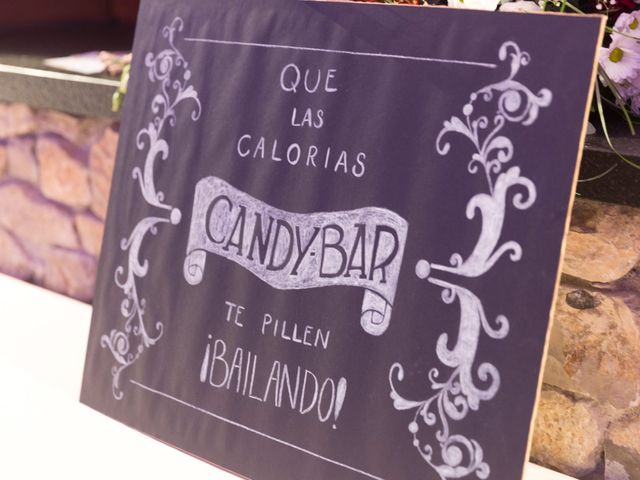 QUE
LAS
CALORIAS
CANDY-BAR
TE PILLEN
¡BAILANDO!